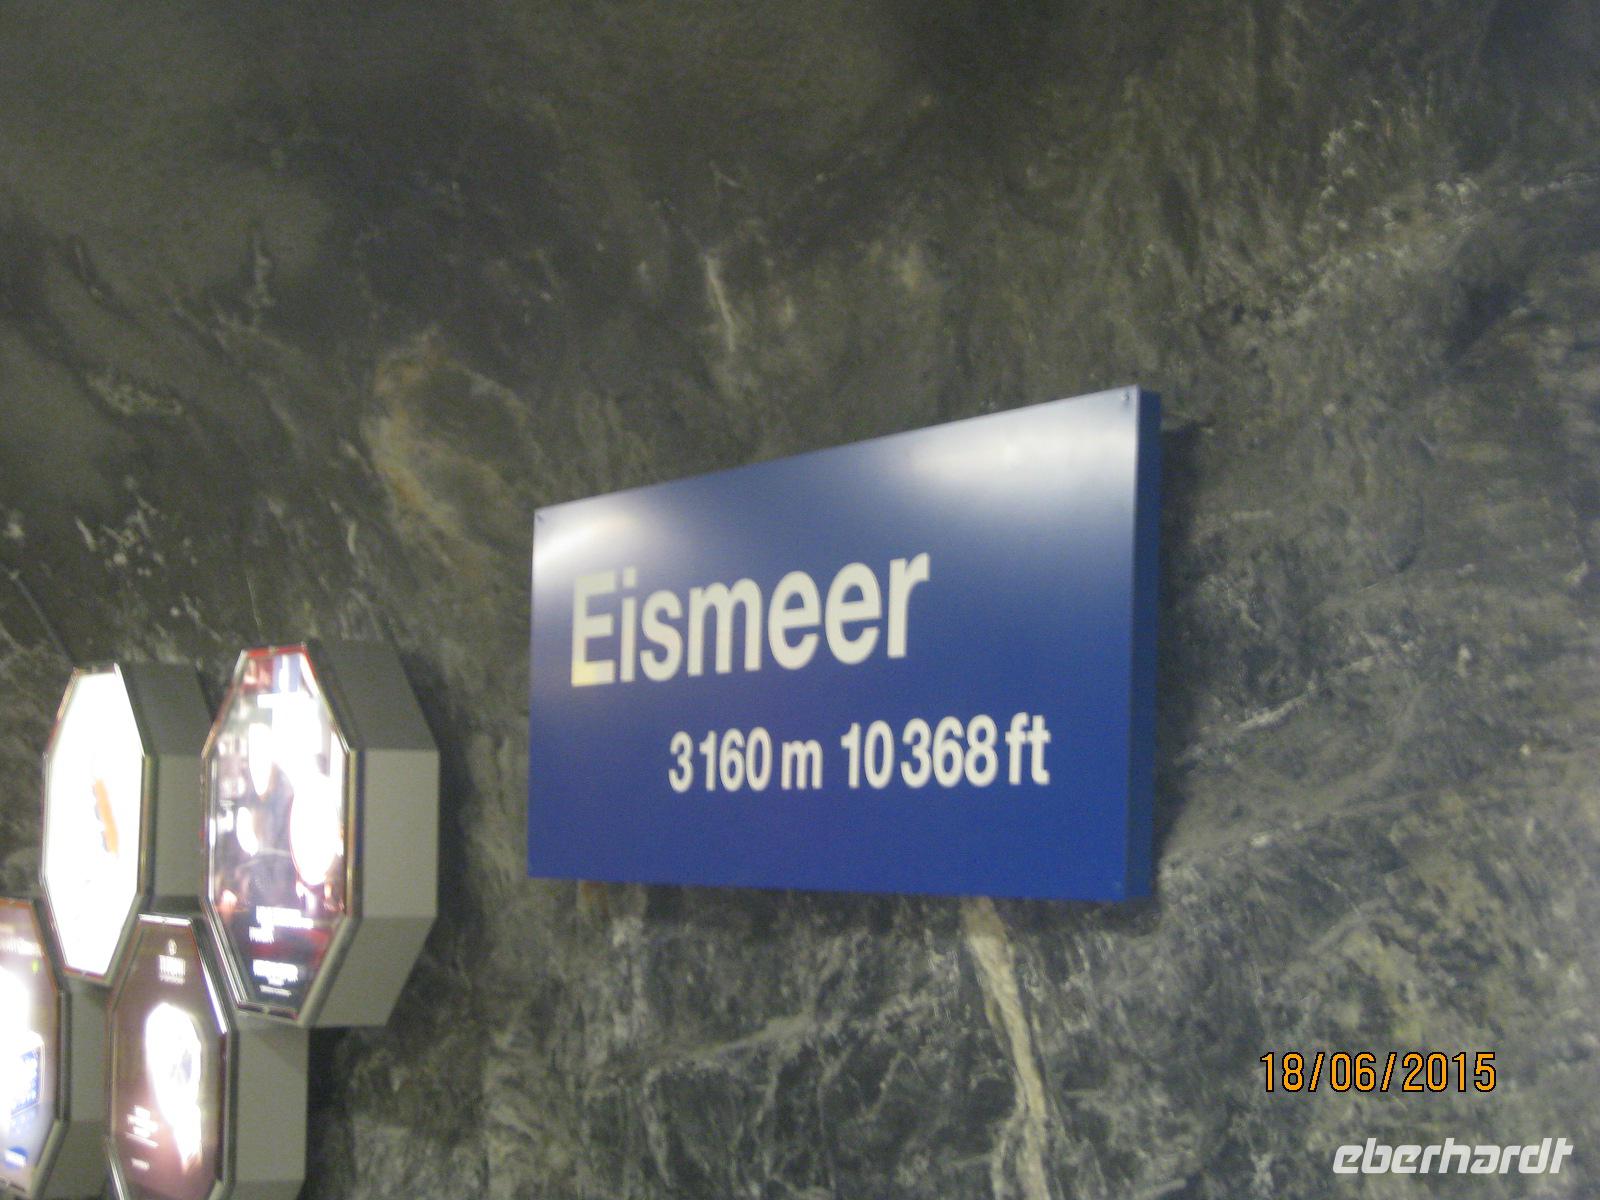 Eismeer
3160 m 10368 ft
18/06/2015
eberhardt